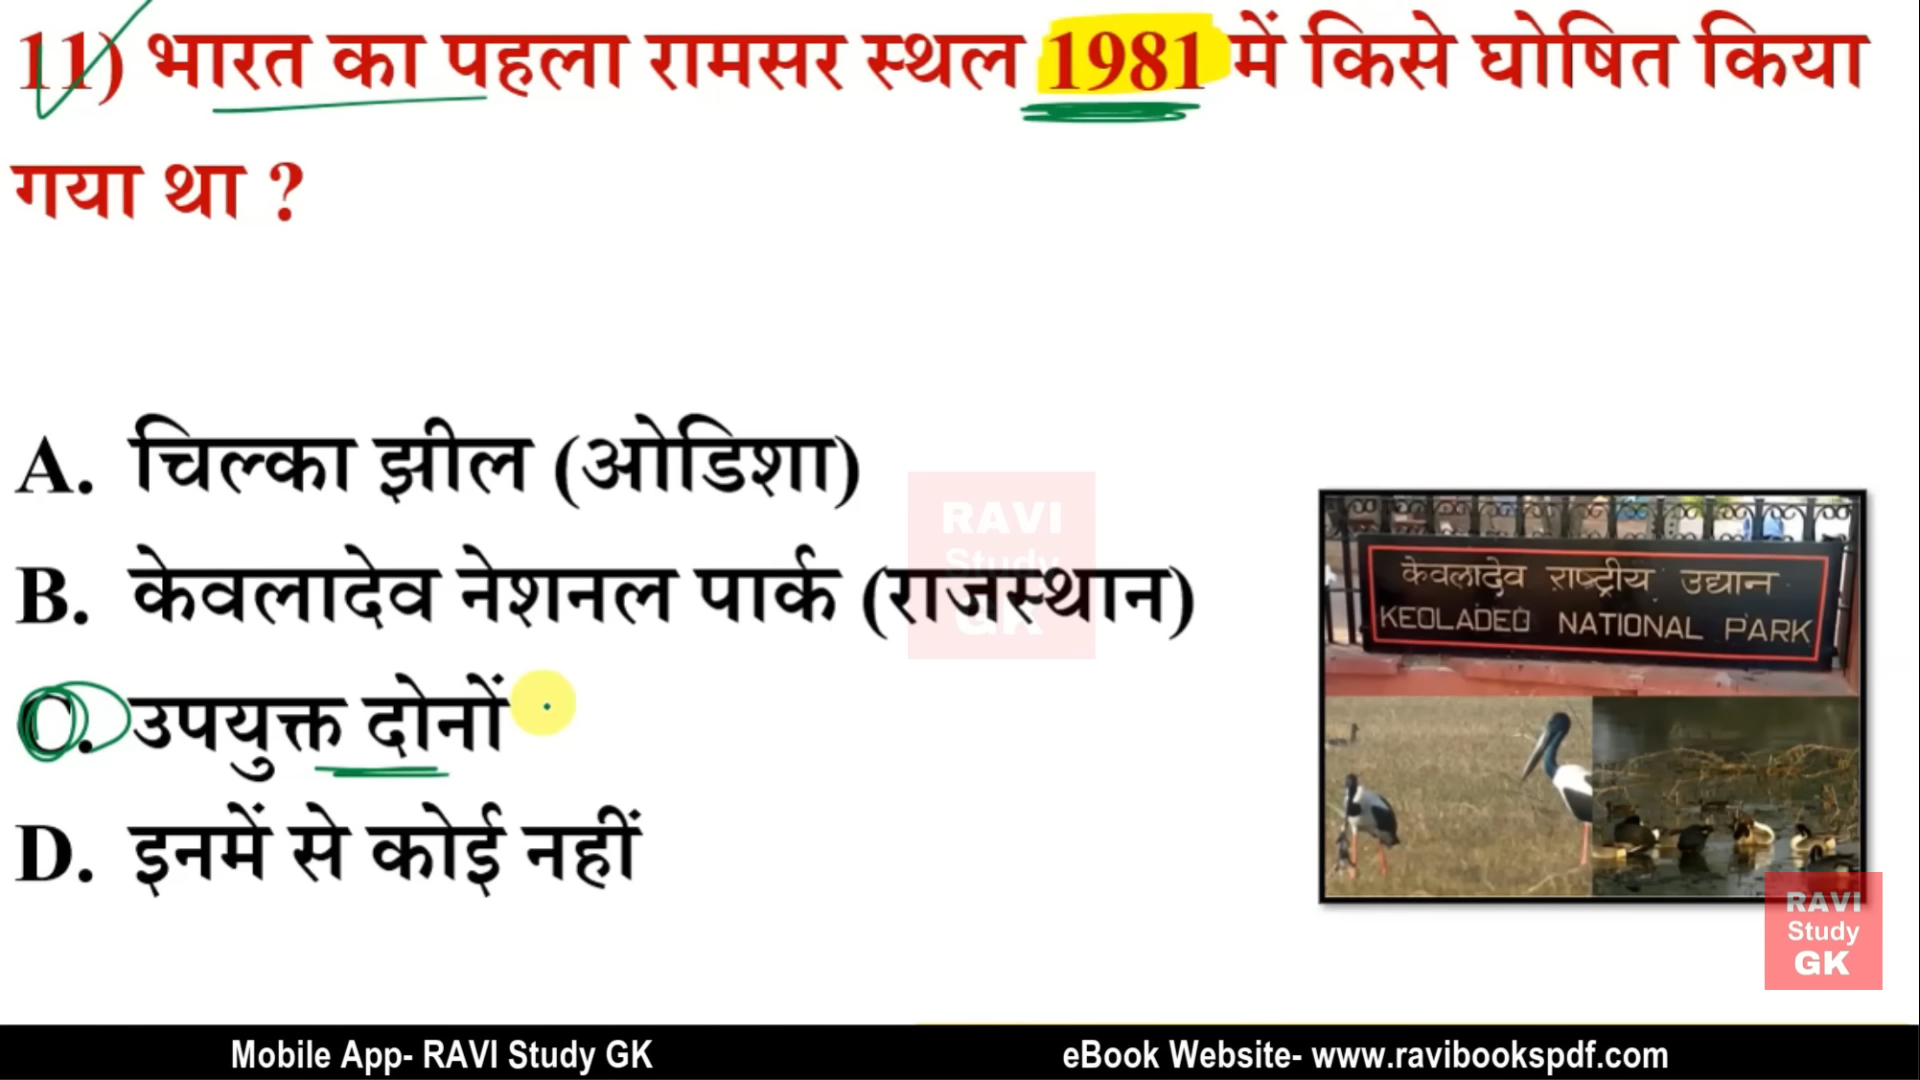 11) भारत का पहला रामसर स्थल 1981 में किसे घोषित किया
गया था ?
A. चिल्का झील (ओडिशा)
B. केवलादेव नेशनल पार्क (राजस्थान)
C. उपयुक्त दोनों
D. इनमें से कोई नहीं
RAVI
Study
GK
केवलादेव राष्ट्रीय उद्यान
KEOLADEO NATIONAL PARK
RAVI
Study
GK
Mobile App- RAVI Study GK
eBook Website- www.ravibookspdf.com